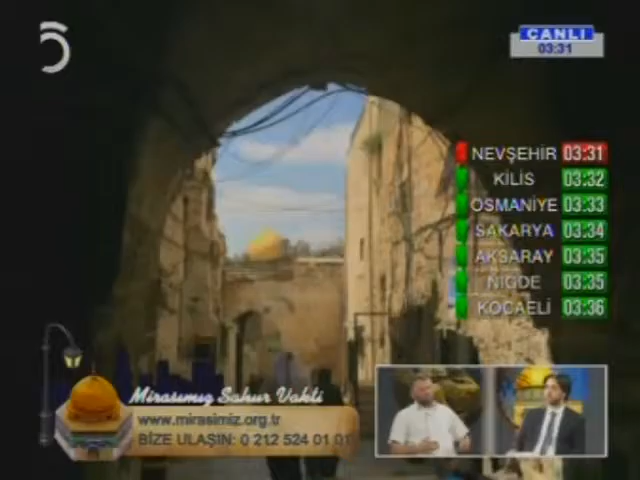 CANLI
03:31
NEVŞEHİR 03:31
KİLİS 03:32
OSMANİYE 03:33
SAKARYA 03:34
AKSARAY 03:35
NİĞDE 03:35
KOCAELİ 03:36
Mirasımız Sahur Vakti
www.mirasimiz.org.tr
BİZE ULAŞIN: 0 212 524 01 01